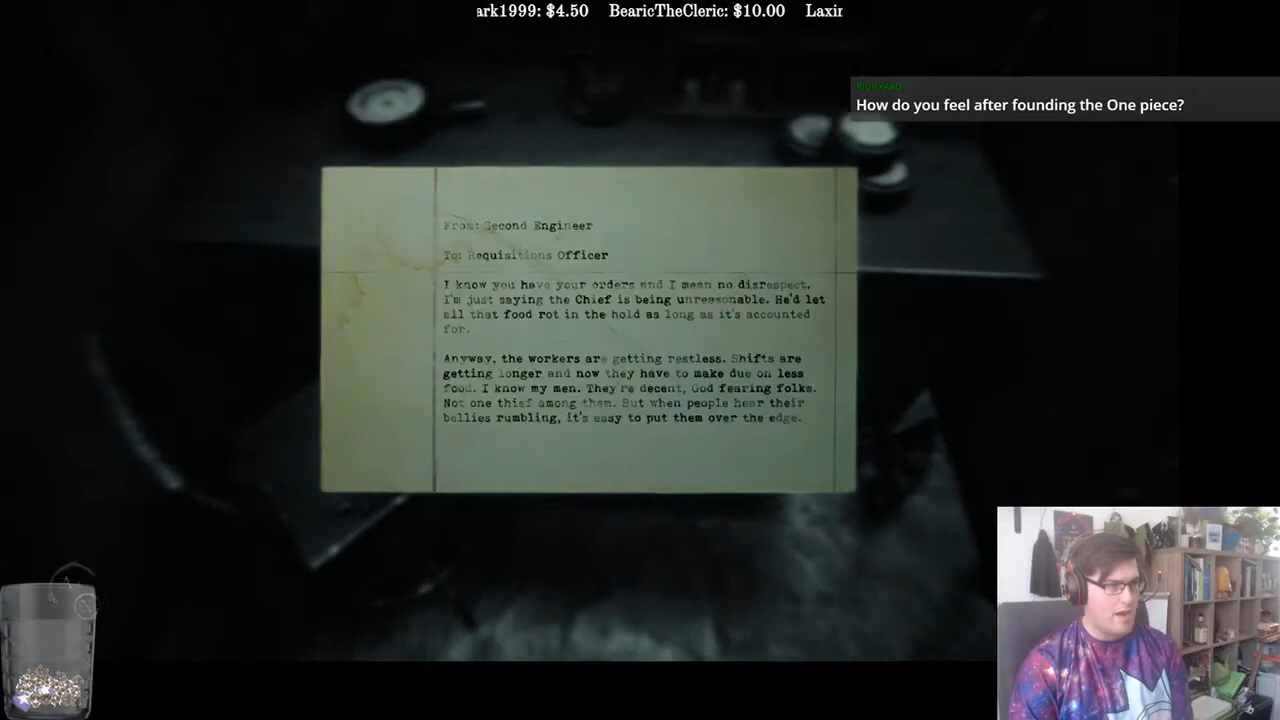 ark1999: $4.50 BearicTheCleric: $10.00 Laxir
RIGHYARD
How do you feel after founding the One piece?
From: Second Engineer
To: Requisitions Officer
I know you have your orders and I mean no disrespect.
I'm just saying the Chief is being unreasonable. He'd let
all that food rot in the hold as long as it's accounted
for.
Anyway, the workers are getting restless. Shifts are
getting longer and now they have to make due on less
food. I know my men. They're decent, God fearing folks.
Not one thief among them. But when people hear their
bellies rumbling, it's easy to put them over the edge.